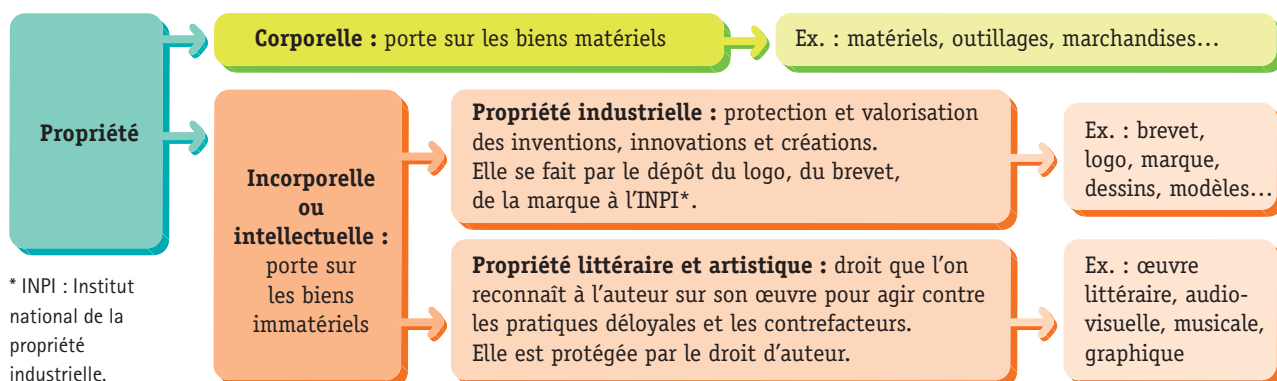 Propriété
Corporelle : porte sur les biens matériels
Ex. : matériels, outillages, marchandises…
Incorporelle
ou
intellectuelle :
porte sur
les biens
immatériels
Propriété industrielle : protection et valorisation
des inventions, innovations et créations.
Elle se fait par le dépôt du logo, du brevet,
de la marque à l’INPI*.
Ex. : brevet,
logo, marque,
dessins, modèles…
Propriété littéraire et artistique : droit que l’on
reconnaît à l’auteur sur son œuvre pour agir contre
les pratiques déloyales et les contrefacteurs.
Elle est protégée par le droit d’auteur.
Ex. : œuvre
littéraire, audio-
visuelle, musicale,
graphique
* INPI : Institut
national de la
propriété
industrielle.